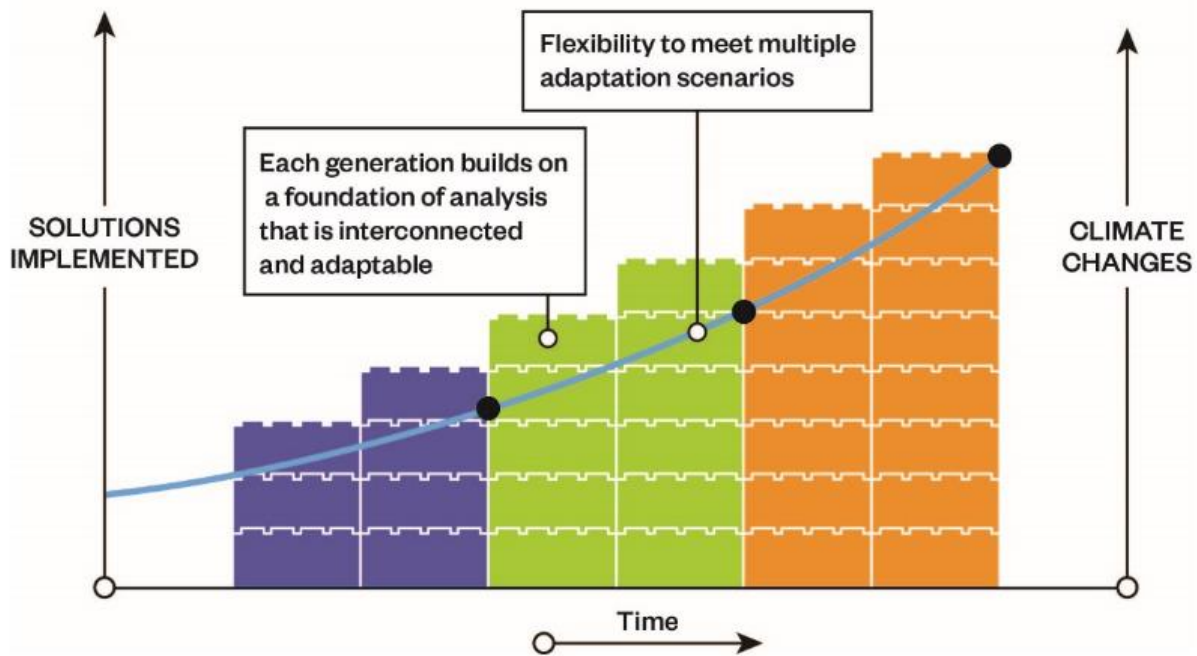 Flexibility to meet multiple
adaptation scenarios
Each generation builds on
a foundation of analysis
that is interconnected
and adaptable
SOLUTIONS
IMPLEMENTED
CLIMATE
CHANGES
Time